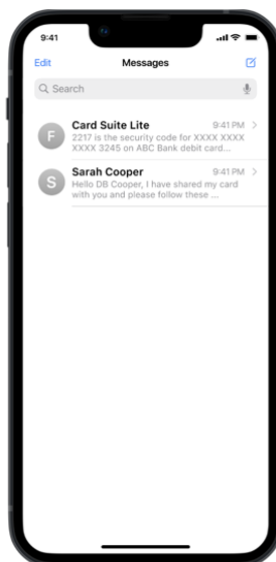 9:41
Edit
Messages
Search
F
Card Suite Lite
9:41 PM
2217 is the security code for XXXX XXXX
XXXX 3245 on ABC Bank debit card...
S
Sarah Cooper
9:41 PM
Hello DB Cooper, I have shared my card
with you and please follow these ...